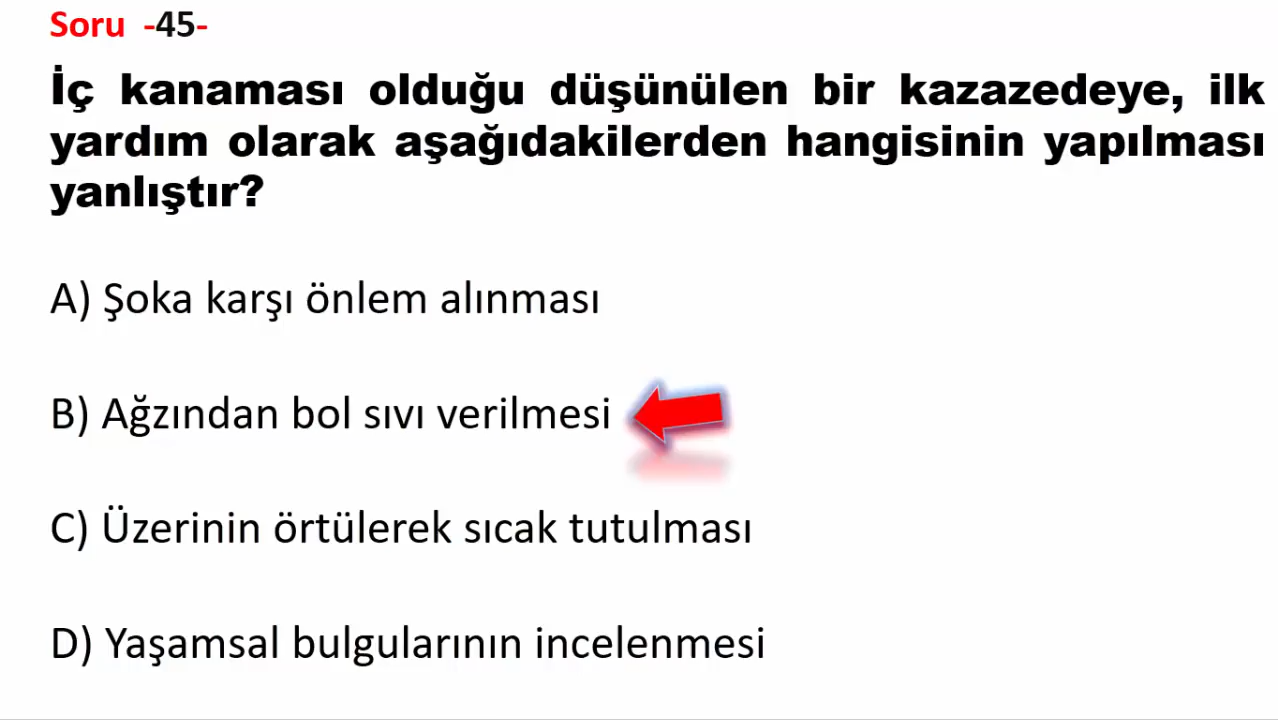 Soru -45-
İç kanaması olduğu düşünülen bir kazazedeye, ilk
yardım olarak aşağıdakilerden hangisinin yapılması
yanlıştır?
A) Şoka karşı önlem alınması
B) Ağzından bol sıvı verilmesi
C) Üzerinin örtülerek sıcak tutulması
D) Yaşamsal bulgularının incelenmesi